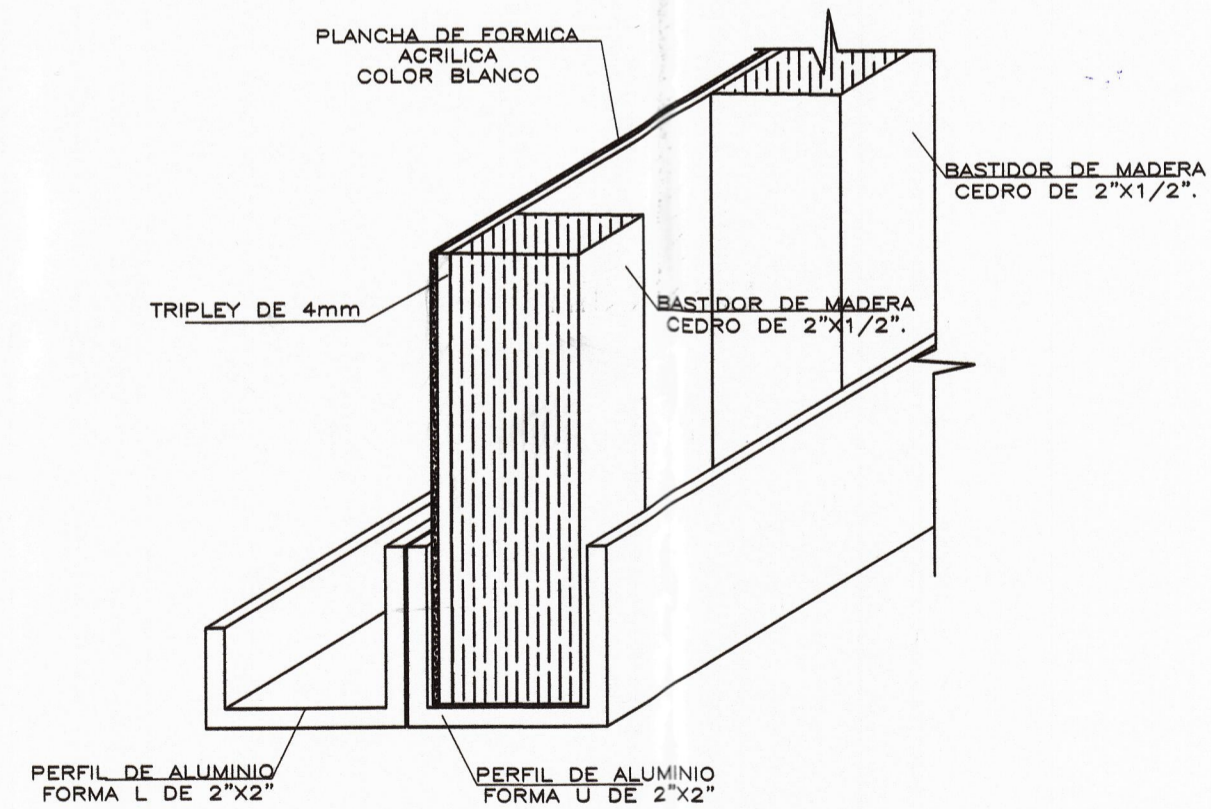 PLANCHA DE FORMICA
ACRILICA
COLOR BLANCO
BASTIDOR DE MADERA
CEDRO DE 2"X1/2".
TRIPLEY DE 4mm
BASTIDOR DE MADERA
CEDRO DE 2"X1/2".
PERFIL DE ALUMINIO
FORMA L DE 2"X2"
PERFIL DE ALUMINIO
FORMA U DE 2"X2"